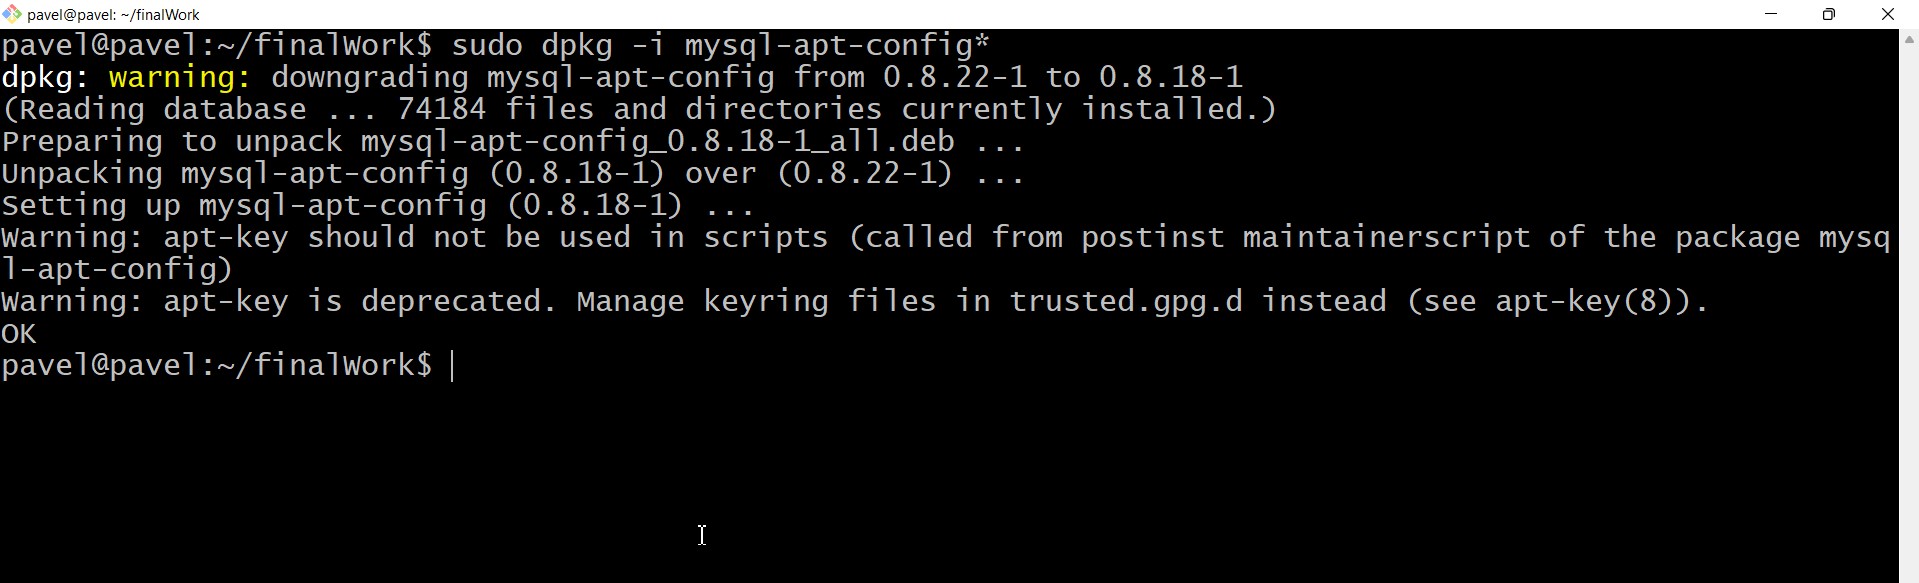 pavel@pavel: ~/finalWork
pavel@pavel:~/finalWork$ sudo dpkg -i mysql-apt-config*
dpkg: warning: downgrading mysql-apt-config from 0.8.22-1 to 0.8.18-1
(Reading database ... 74184 files and directories currently installed.)
Preparing to unpack mysql-apt-config_0.8.18-1_all.deb ...
Unpacking mysql-apt-config (0.8.18-1) over (0.8.22-1) ...
Setting up mysql-apt-config (0.8.18-1) ...
Warning: apt-key should not be used in scripts (called from postinst maintainerscript of the package mysq
l-apt-config)
Warning: apt-key is deprecated. Manage keyring files in trusted.gpg.d instead (see apt-key(8)).
OK
pavel@pavel:~/finalWork$